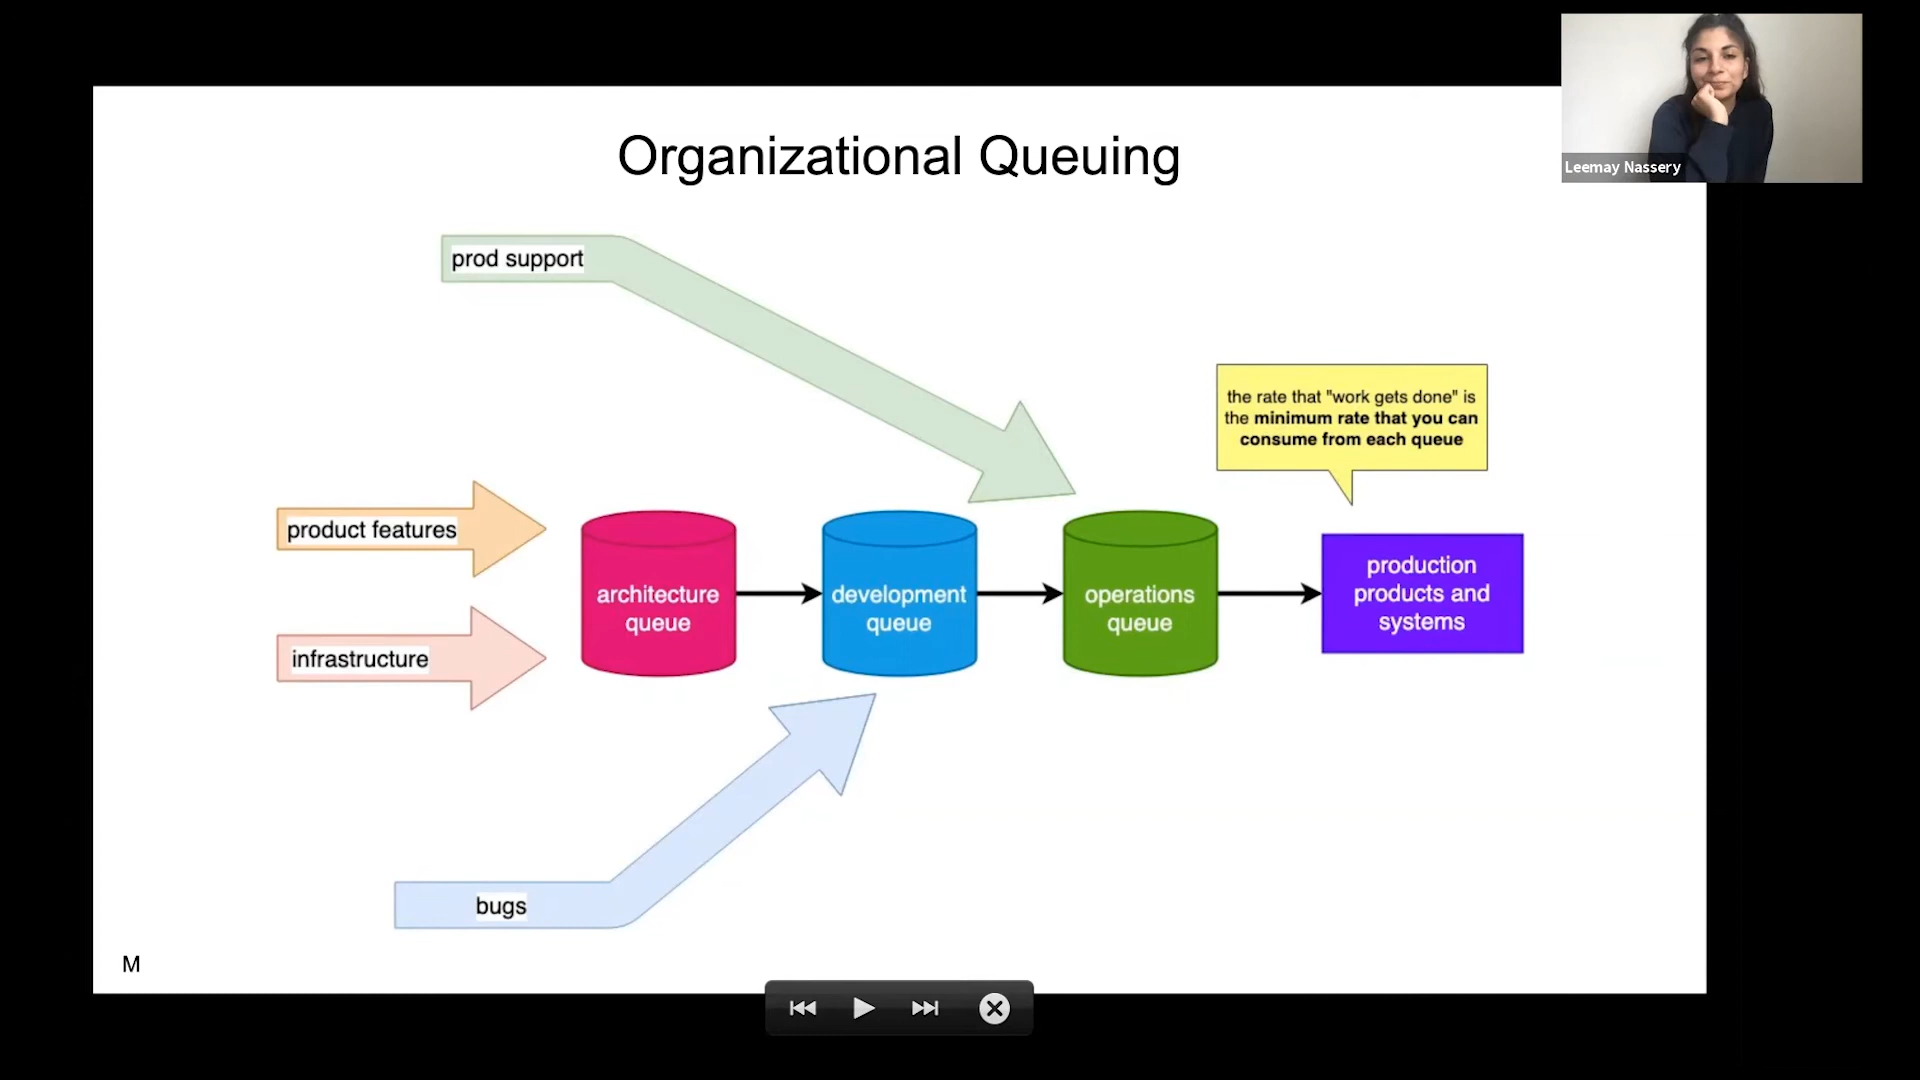 Leemay Nassery
Organizational Queuing
prod support
the rate that "work gets done" is
the minimum rate that you can
consume from each queue
product features
infrastructure
architecture
queue
development
queue
operations
queue
production
products and
systems
bugs
M